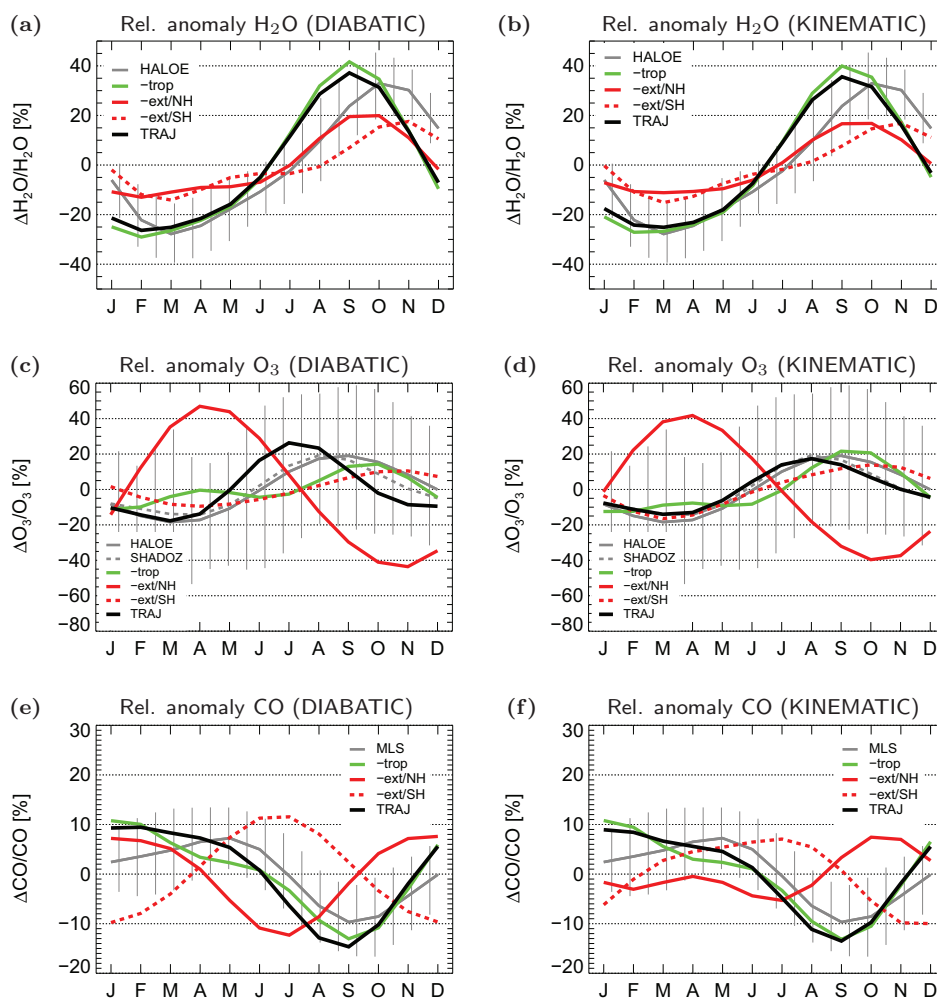 (a) Rel. anomaly H₂O (DIABATIC)
ΔH₂O/H₂O [%]
40
20
0
−20
−40
HALOE
−trop
−ext/NH
−ext/SH
TRAJ
J F M A M J J A S O N D
(b) Rel. anomaly H₂O (KINEMATIC)
ΔH₂O/H₂O [%]
40
20
0
−20
−40
HALOE
−trop
−ext/NH
−ext/SH
TRAJ
J F M A M J J A S O N D
(c) Rel. anomaly O₃ (DIABATIC)
ΔO₃/O₃ [%]
60
40
20
0
−20
−40
−60
−80
HALOE
SHADOZ
−trop
−ext/NH
−ext/SH
TRAJ
J F M A M J J A S O N D
(d) Rel. anomaly O₃ (KINEMATIC)
ΔO₃/O₃ [%]
60
40
20
0
−20
−40
−60
−80
HALOE
SHADOZ
−trop
−ext/NH
−ext/SH
TRAJ
J F M A M J J A S O N D
(e) Rel. anomaly CO (DIABATIC)
ΔCO/CO [%]
30
20
10
0
−10
−20
MLS
−trop
−ext/NH
−ext/SH
TRAJ
J F M A M J J A S O N D
(f) Rel. anomaly CO (KINEMATIC)
ΔCO/CO [%]
30
20
10
0
−10
−20
MLS
−trop
−ext/NH
−ext/SH
TRAJ
J F M A M J J A S O N D